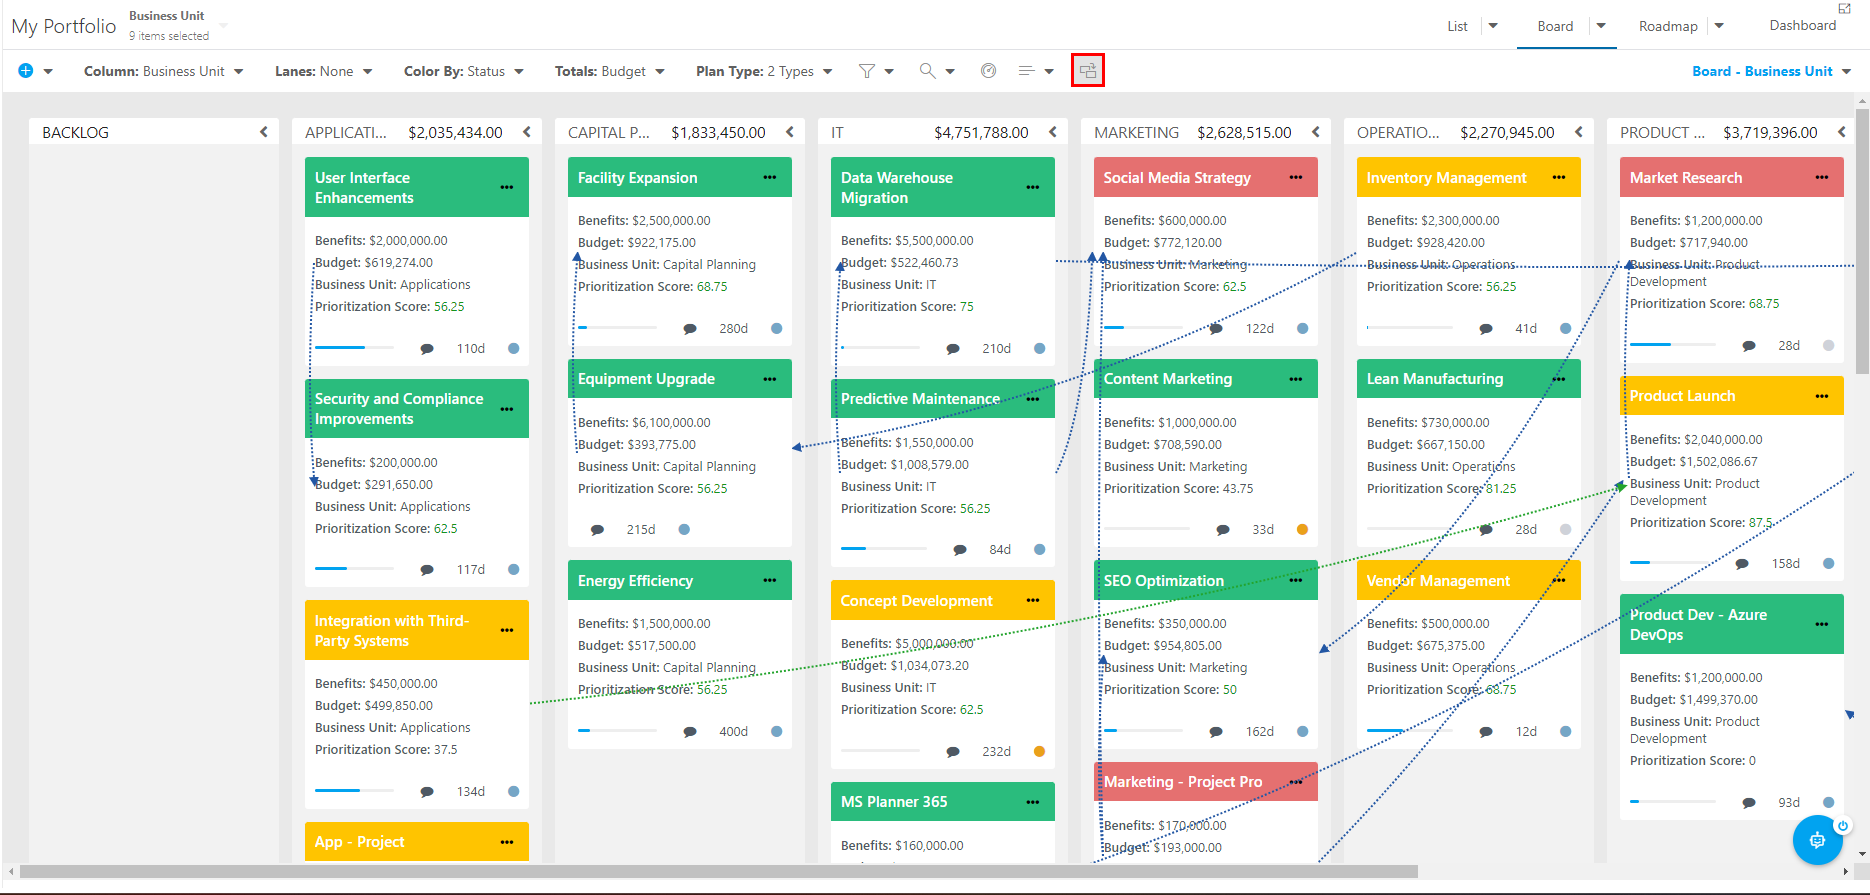 My Portfolio
Business Unit
9 items selected
List
Board
Roadmap
Dashboard
Column: Business Unit
Lanes: None
Color By: Status
Totals: Budget
Plan Type: 2 Types
Board - Business Unit
BACKLOG
APPLICATI... $2,035,434.00
User Interface
Enhancements
Benefits: $2,000,000.00
Budget: $619,274.00
Business Unit: Applications
Prioritization Score: 56.25
110d
Security and Compliance
Improvements
Benefits: $200,000.00
Budget: $291,650.00
Business Unit: Applications
Prioritization Score: 62.5
117d
Integration with Third-
Party Systems
Benefits: $450,000.00
Budget: $499,850.00
Business Unit: Applications
Prioritization Score: 37.5
134d
App - Project
CAPITAL P... $1,833,450.00
Facility Expansion
Benefits: $2,500,000.00
Budget: $922,175.00
Business Unit: Capital Planning
Prioritization Score: 68.75
280d
Equipment Upgrade
Benefits: $6,100,000.00
Budget: $393,775.00
Business Unit: Capital Planning
Prioritization Score: 56.25
215d
Energy Efficiency
Benefits: $1,500,000.00
Budget: $517,500.00
Business Unit: Capital Planning
Prioritization Score: 56.25
400d
IT $4,751,788.00
Data Warehouse
Migration
Benefits: $5,500,000.00
Budget: $522,460.73
Business Unit: IT
Prioritization Score: 75
210d
Predictive Maintenance
Benefits: $1,550,000.00
Budget: $1,008,579.00
Business Unit: IT
Prioritization Score: 56.25
84d
Concept Development
Benefits: $5,000,000.00
Budget: $1,034,073.20
Business Unit: IT
Prioritization Score: 62.5
232d
MS Planner 365
Benefits: $160,000.00
MARKETING $2,628,515.00
Social Media Strategy
Benefits: $600,000.00
Budget: $772,120.00
Business Unit: Marketing
Prioritization Score: 62.5
122d
Content Marketing
Benefits: $1,000,000.00
Budget: $708,590.00
Business Unit: Marketing
Prioritization Score: 43.75
33d
SEO Optimization
Benefits: $350,000.00
Budget: $954,805.00
Business Unit: Marketing
Prioritization Score: 50
162d
Marketing - Project Pro
Benefits: $170,000.00
Budget: $193,000.00
OPERATIO... $2,270,945.00
Inventory Management
Benefits: $2,300,000.00
Budget: $928,420.00
Business Unit: Operations
Prioritization Score: 56.25
41d
Lean Manufacturing
Benefits: $730,000.00
Budget: $667,150.00
Business Unit: Operations
Prioritization Score: 81.25
28d
Vendor Management
Benefits: $500,000.00
Budget: $675,375.00
Business Unit: Operations
Prioritization Score: 68.75
12d
PRODUCT ... $3,719,396.00
Market Research
Benefits: $1,200,000.00
Budget: $717,940.00
Business Unit: Product
Development
Prioritization Score: 68.75
28d
Product Launch
Benefits: $2,040,000.00
Budget: $1,502,086.67
Business Unit: Product
Development
Prioritization Score: 87.5
158d
Product Dev - Azure
DevOps
Benefits: $1,200,000.00
Budget: $1,499,370.00
Business Unit: Product
Development
Prioritization Score: 0
93d